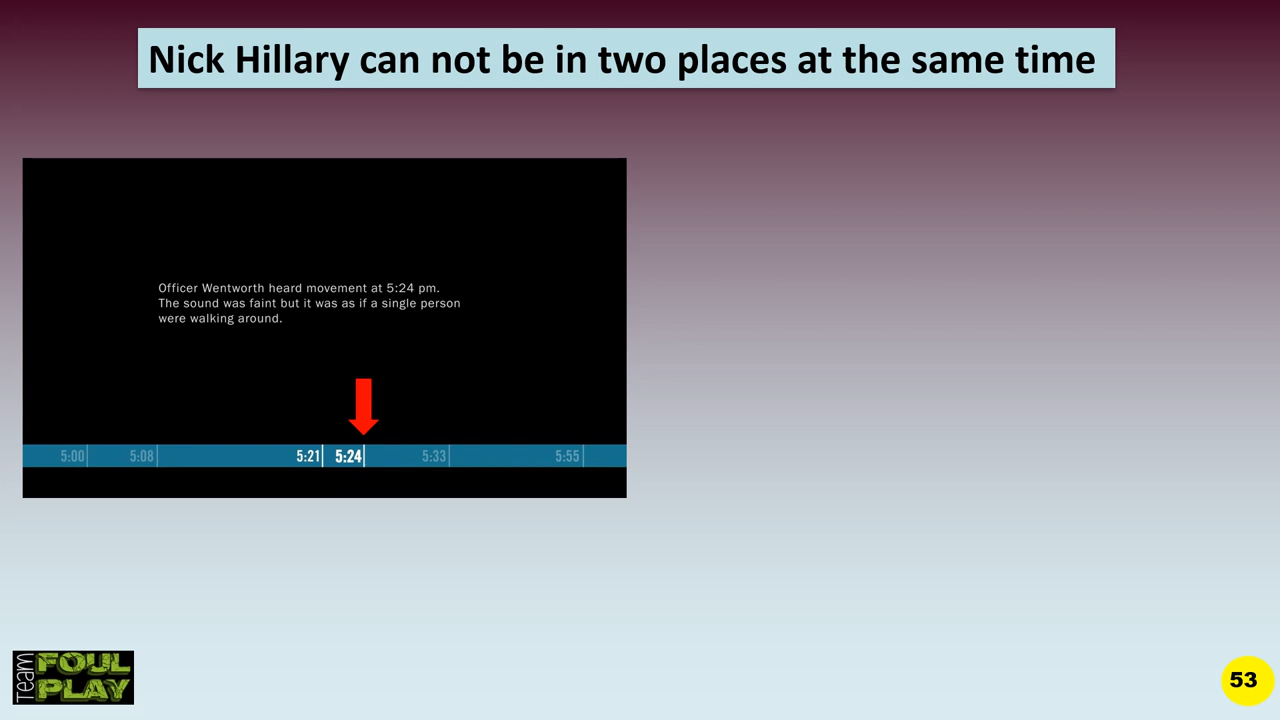 Nick Hillary can not be in two places at the same time
Officer Wentworth heard movement at 5:24 pm.
The sound was faint but it was as if a single person
were walking around.
5:00 5:08 5:21 5:24 5:33 5:55
Team FOUL PLAY
53